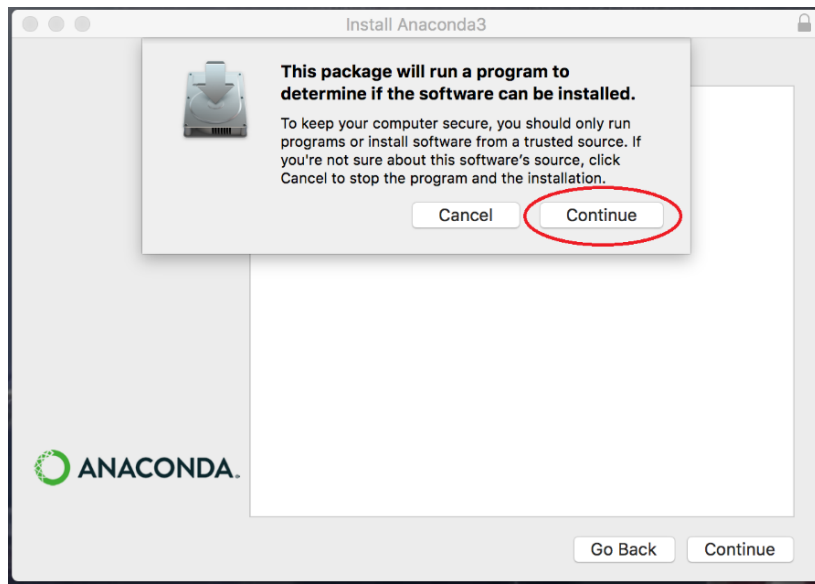 Install Anaconda3
This package will run a program to
determine if the software can be installed.
To keep your computer secure, you should only run
programs or install software from a trusted source. If
you're not sure about this software's source, click
Cancel to stop the program and the installation.
Cancel
Continue
ANACONDA.
Go Back
Continue